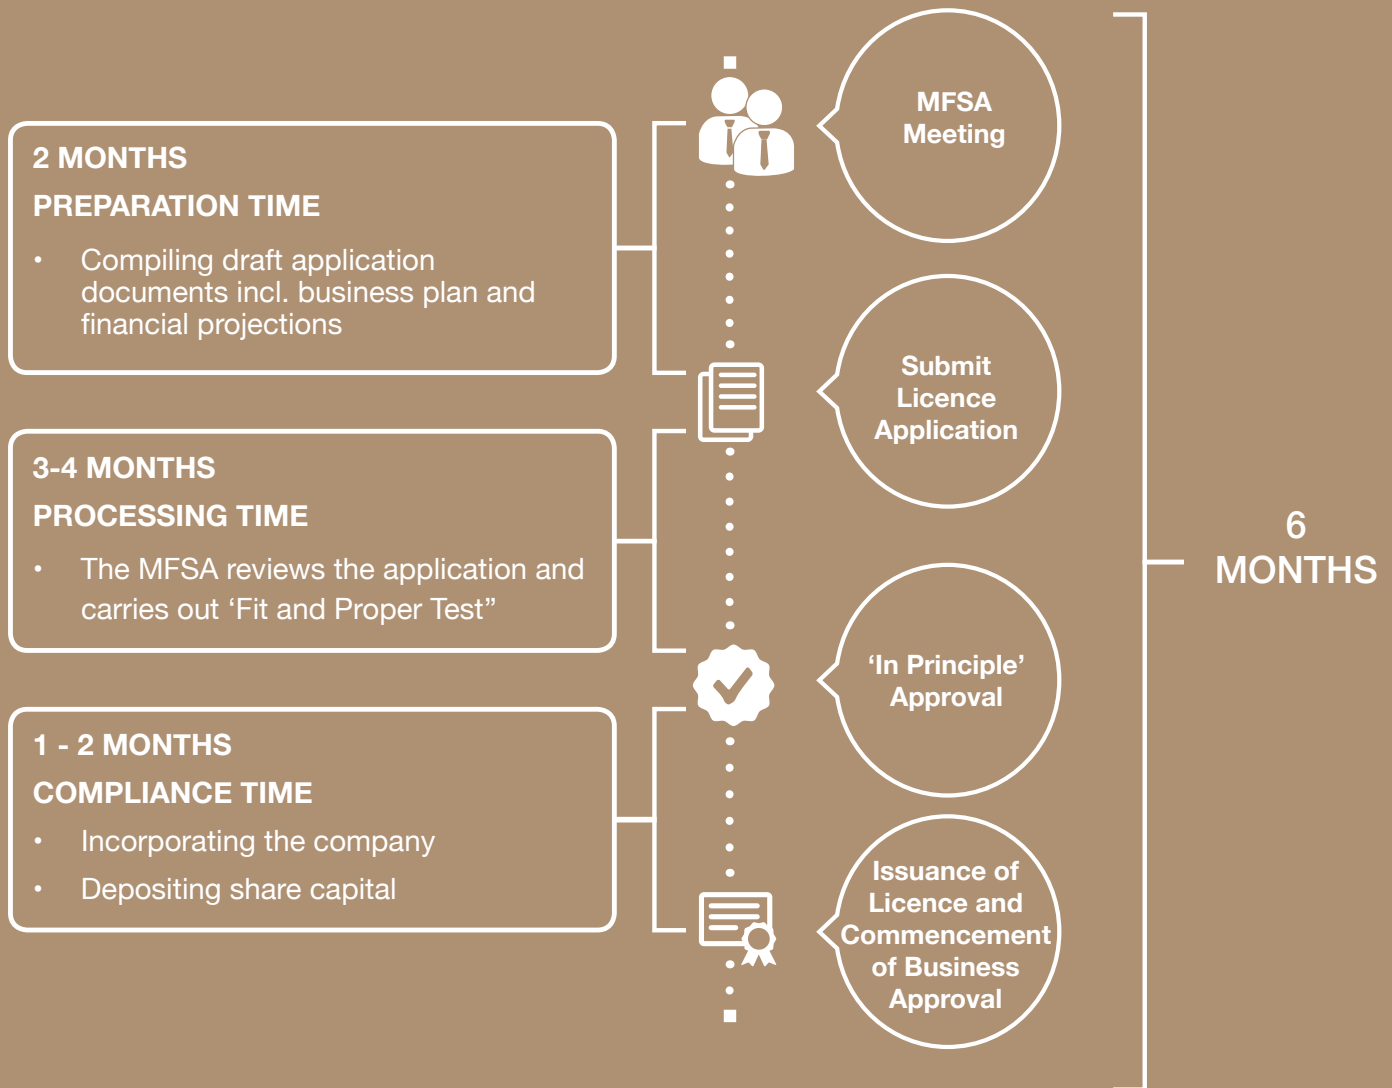 MFSA
Meeting
2 MONTHS
PREPARATION TIME
• Compiling draft application
documents incl. business plan and
financial projections
Submit
Licence
Application
3-4 MONTHS
PROCESSING TIME
• The MFSA reviews the application and
carries out ‘Fit and Proper Test”
6
MONTHS
‘In Principle’
Approval
1 - 2 MONTHS
COMPLIANCE TIME
• Incorporating the company
• Depositing share capital
Issuance of
Licence and
Commencement
of Business
Approval